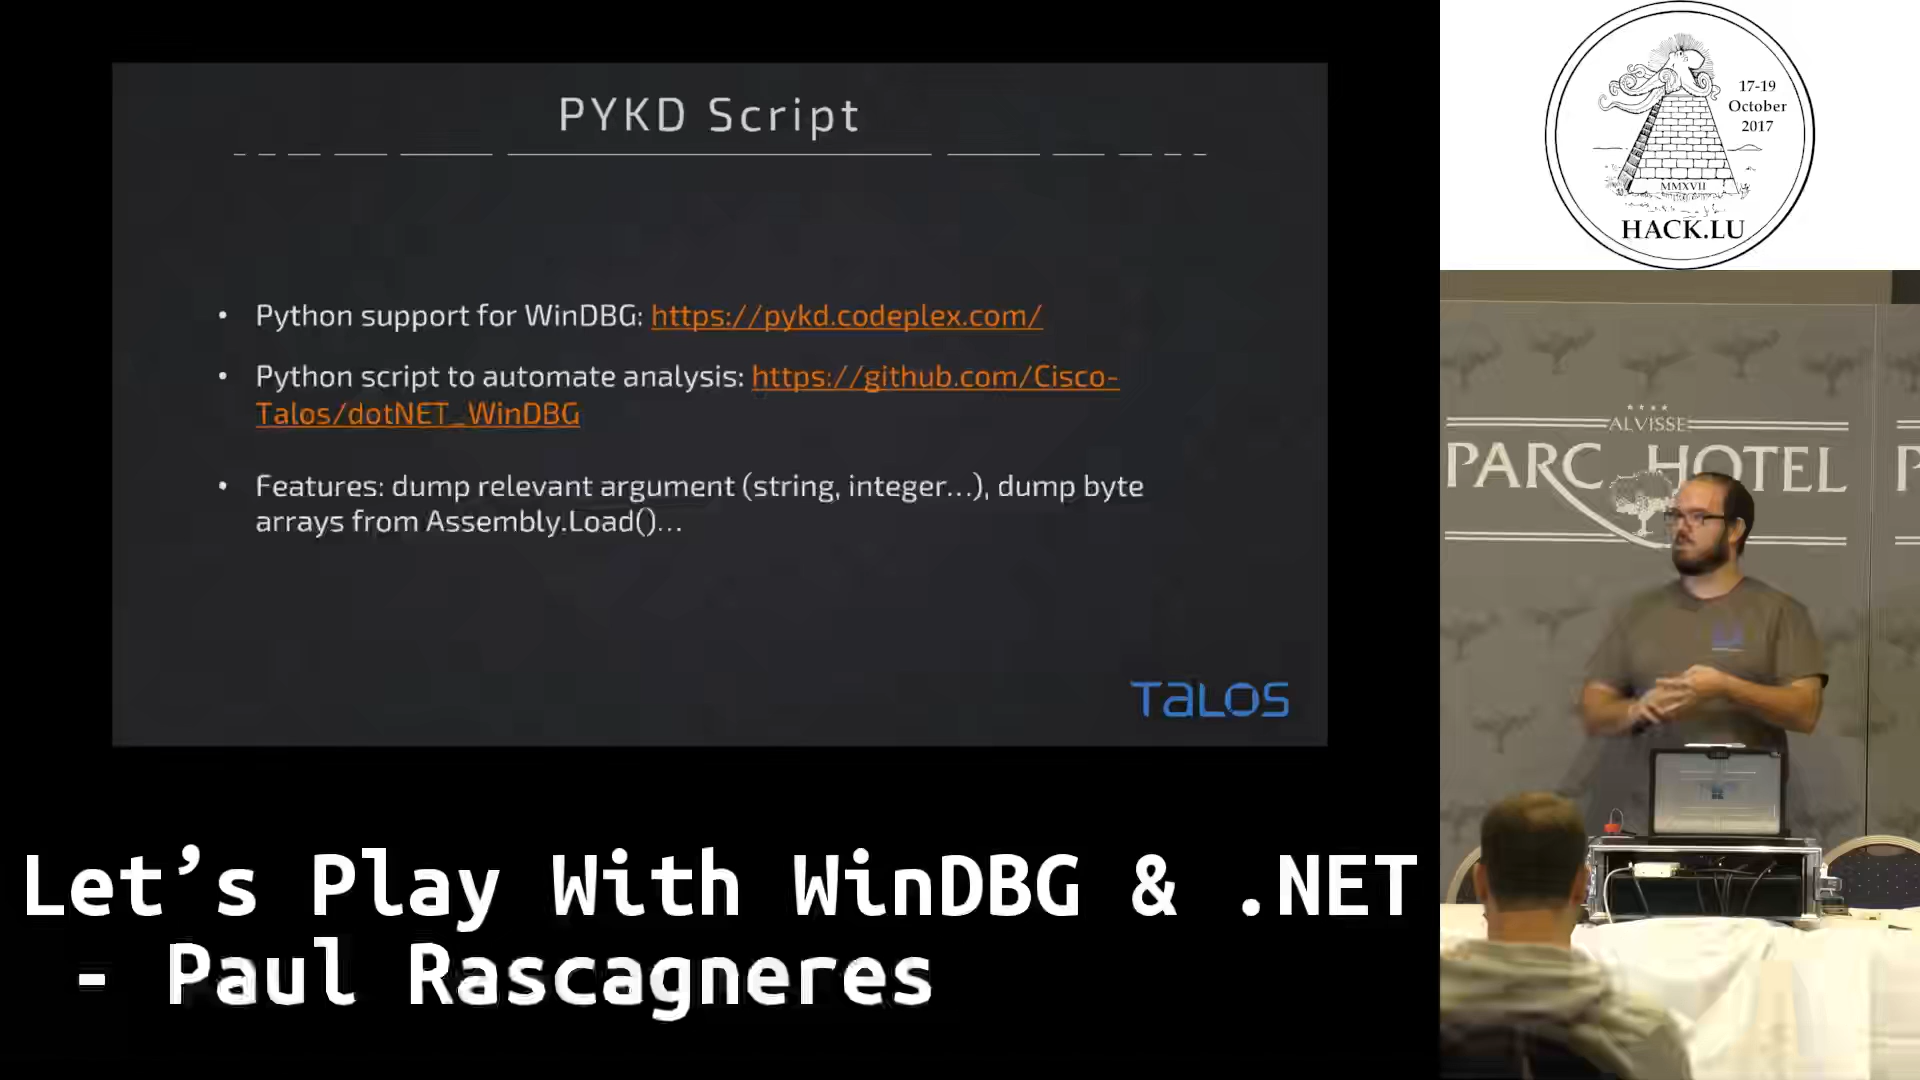 PYKD Script
• Python support for WinDBG: https://pykd.codeplex.com/
• Python script to automate analysis: https://github.com/Cisco-
Talos/dotNET_WinDBG
• Features: dump relevant argument (string, integer...), dump byte
arrays from Assembly.Load()...
TALOS
Let’s Play With WinDBG & .NET
- Paul Rascagneres
17-19
October
2017
MMXVII
HACK.LU
ALVISSE
PARC HOTEL
P